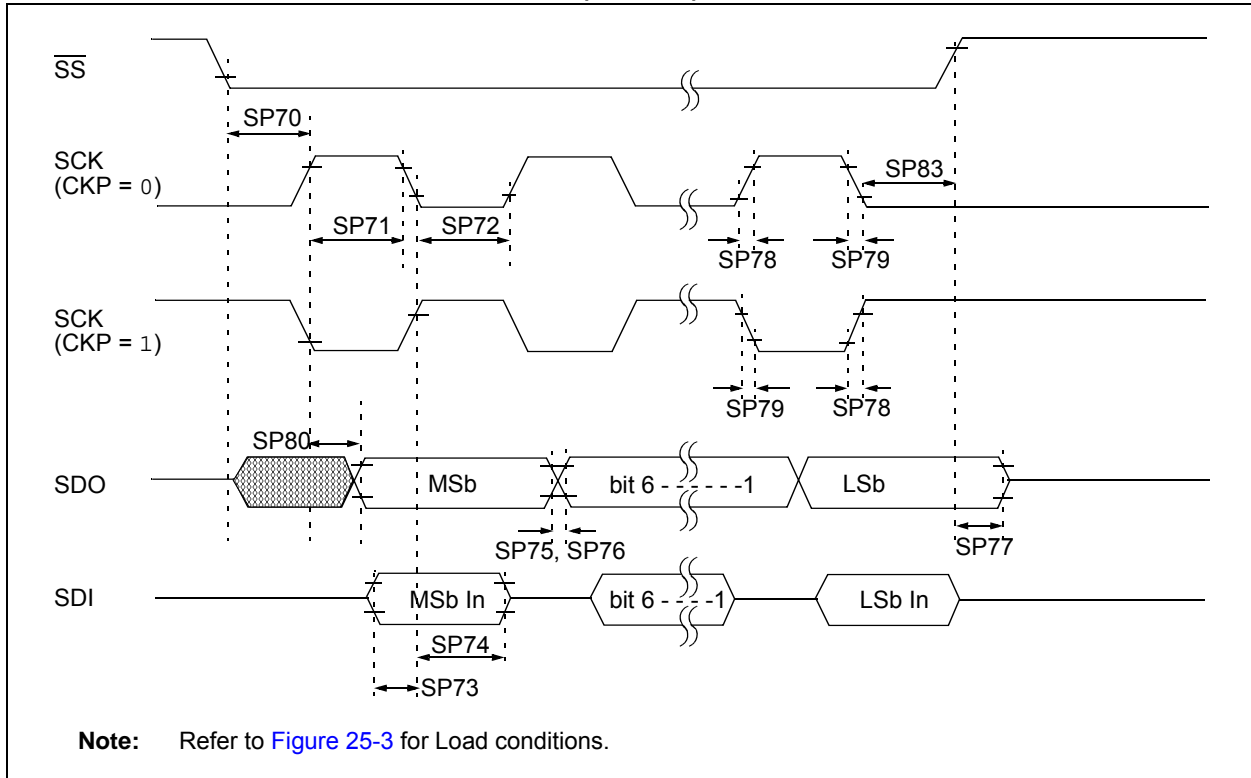 SS
SP70
SCK
(CKP = 0)
SP83
SP71
SP72
SP78
SP79
SCK
(CKP = 1)
SP79
SP78
SP80
SDO
MSb
bit 6 - - - - - -1
LSb
SP75, SP76
SP77
SDI
MSb In
bit 6 - - - -1
LSb In
SP74
SP73
Note: Refer to Figure 25-3 for Load conditions.